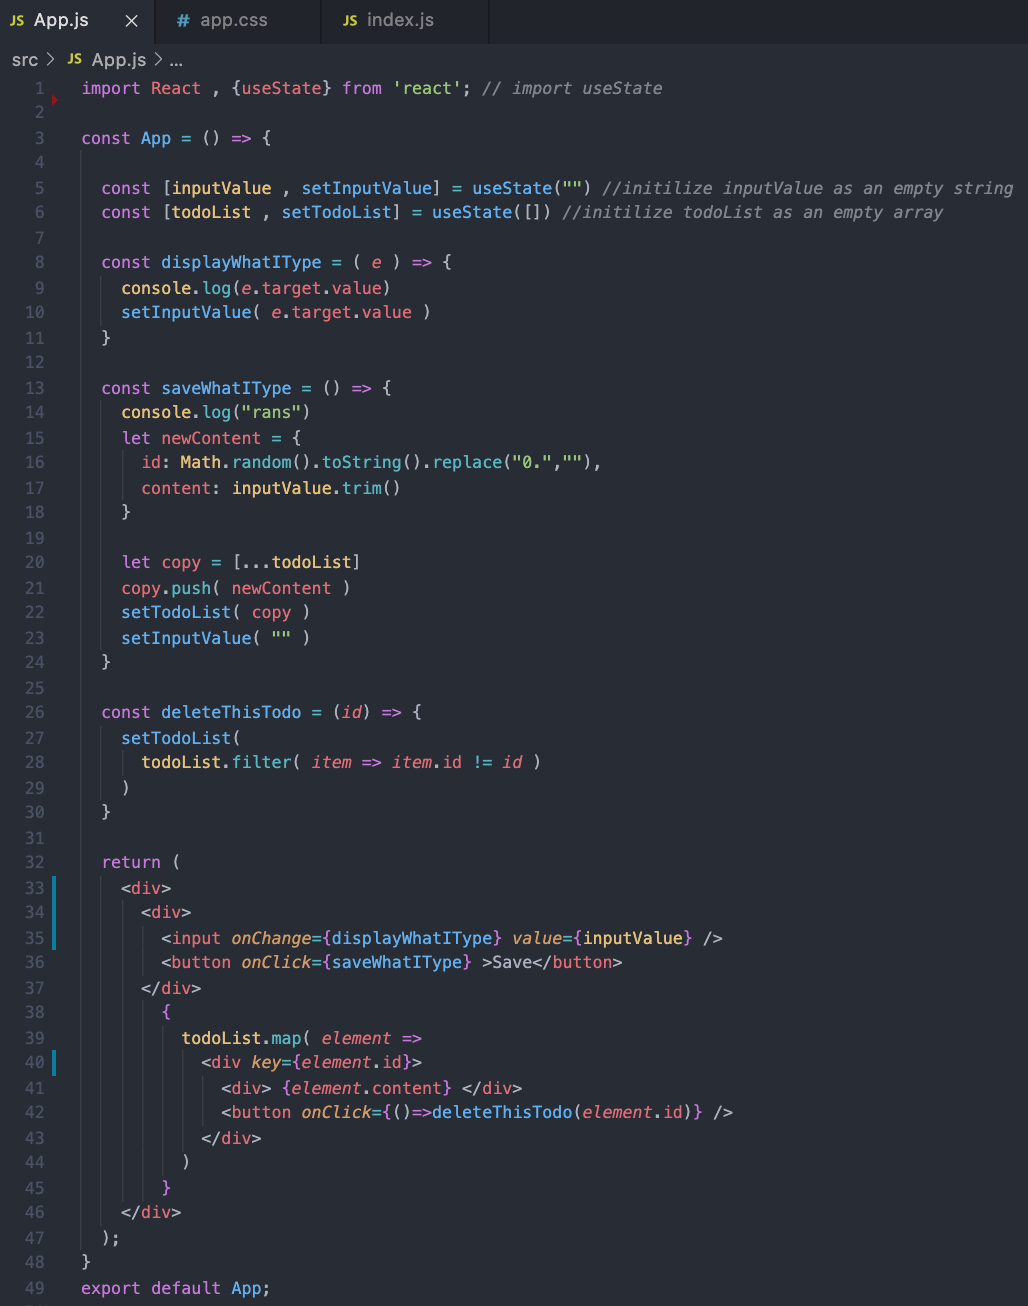 JS App.js × # app.css JS index.js
src > JS App.js > ...
1 import React , {useState} from 'react'; // import useState
2
3 const App = () => {
4
5 const [inputValue , setInputValue] = useState("") //initilize inputValue as an empty string
6 const [todoList , setTodoList] = useState([]) //initilize todoList as an empty array
7
8 const displayWhatIType = ( e ) => {
9 console.log(e.target.value)
10 setInputValue( e.target.value )
11 }
12
13 const saveWhatIType = () => {
14 console.log("rans")
15 let newContent = {
16 id: Math.random().toString().replace("0.",""),
17 content: inputValue.trim()
18 }
19
20 let copy = [...todoList]
21 copy.push( newContent )
22 setTodoList( copy )
23 setInputValue( "" )
24 }
25
26 const deleteThisTodo = (id) => {
27 setTodoList(
28 todoList.filter( item => item.id != id )
29 )
30 }
31
32 return (
33 <div>
34 <div>
35 <input onChange={displayWhatIType} value={inputValue} />
36 <button onClick={saveWhatIType} >Save</button>
37 </div>
38 {
39 todoList.map( element =>
40 <div key={element.id}>
41 <div> {element.content} </div>
42 <button onClick={()=>deleteThisTodo(element.id)} />
43 </div>
44 )
45 }
46 </div>
47 );
48 }
49 export default App;